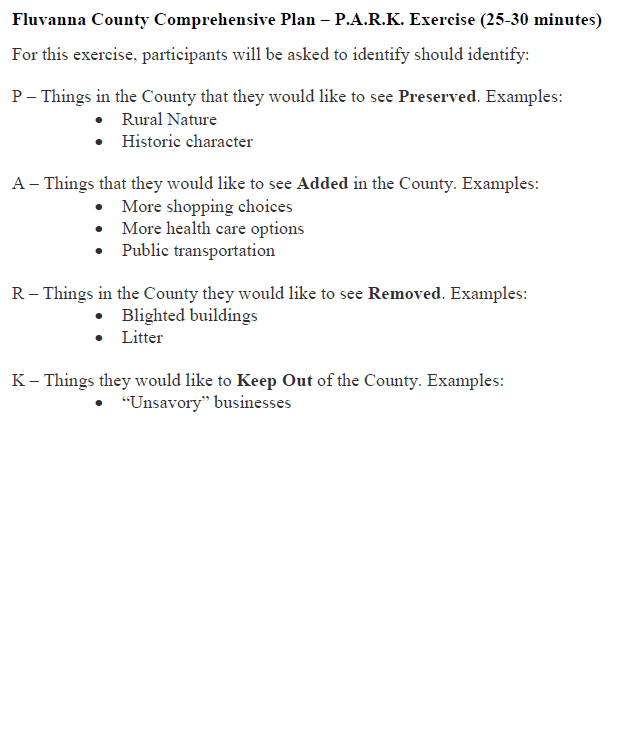 Fluvanna County Comprehensive Plan – P.A.R.K. Exercise (25-30 minutes)
For this exercise, participants will be asked to identify should identify:
P – Things in the County that they would like to see Preserved. Examples:
• Rural Nature
• Historic character
A – Things that they would like to see Added in the County. Examples:
• More shopping choices
• More health care options
• Public transportation
R – Things in the County they would like to see Removed. Examples:
• Blighted buildings
• Litter
K – Things they would like to Keep Out of the County. Examples:
• “Unsavory” businesses